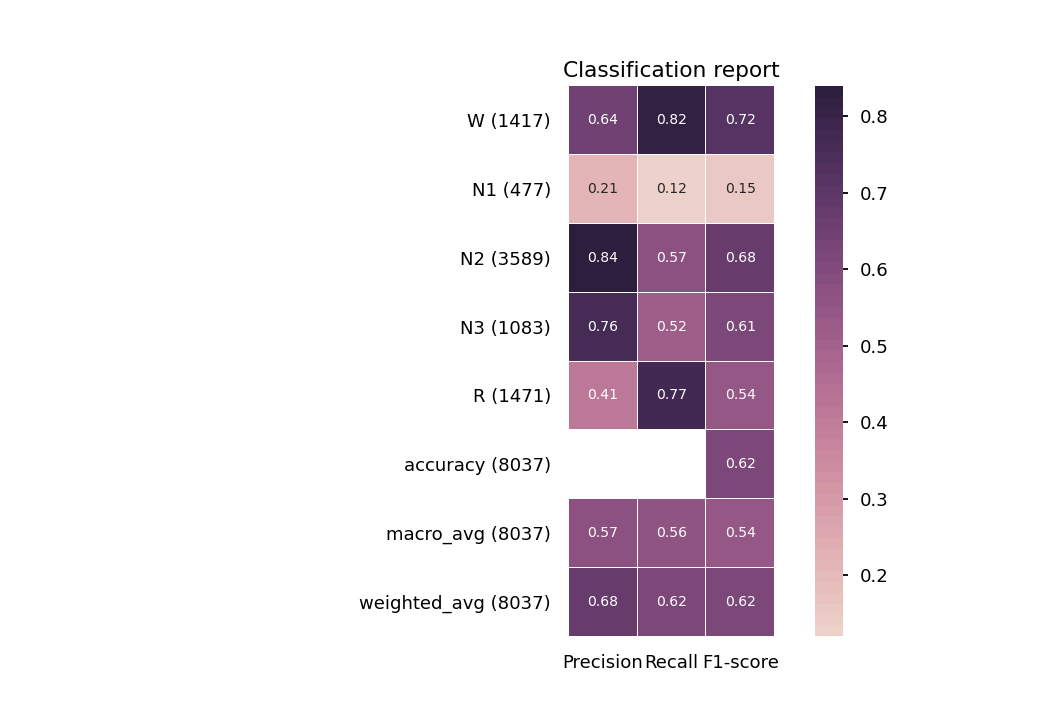 Classification report
W (1417) 0.64 0.82 0.72
N1 (477) 0.21 0.12 0.15
N2 (3589) 0.84 0.57 0.68
N3 (1083) 0.76 0.52 0.61
R (1471) 0.41 0.77 0.54
accuracy (8037) 0.62
macro_avg (8037) 0.57 0.56 0.54
weighted_avg (8037) 0.68 0.62 0.62
Precision Recall F1-score
0.8
0.7
0.6
0.5
0.4
0.3
0.2